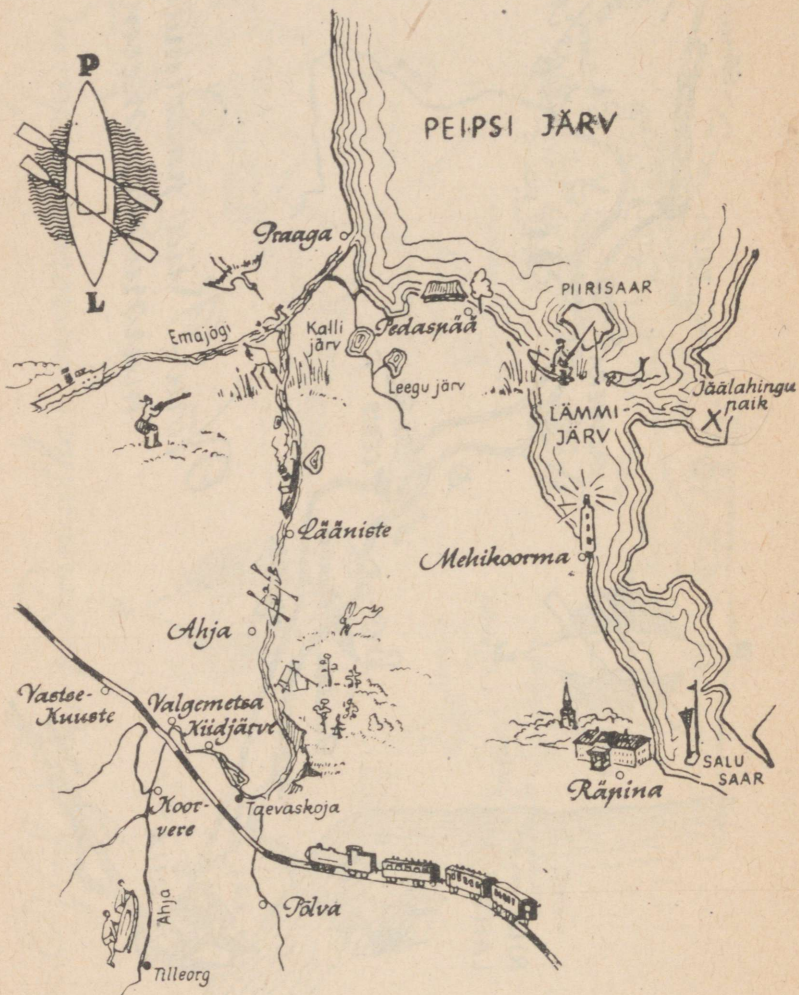 P
L
PEIPSI JÄRV
Praaga
PIIRISAAR
Emajõgi
Kalli
järv
Pedaspää
Leegu järv
Jäälahingu
paik
X
LÄMMI-
JÄRV
Lääniste
Mehikoorma
Ahja
Vastse-
Kuuste
Valgemetsa
Kiidjärve
SALU
SAAR
Räpina
Koor-
vere
Taevaskoja
Ahja
Põlva
Tilleorg